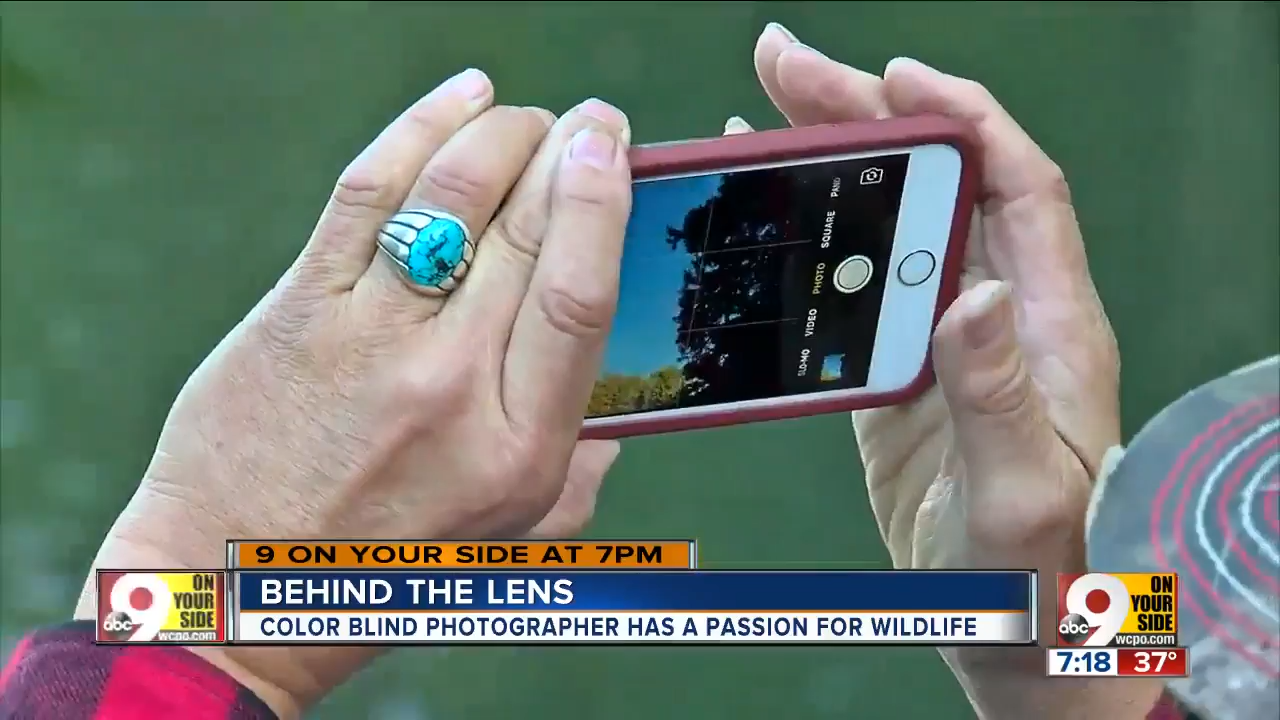 PANO
SQUARE
PHOTO
VIDEO
SLO-MO
9 ON YOUR SIDE AT 7PM
BEHIND THE LENS
COLOR BLIND PHOTOGRAPHER HAS A PASSION FOR WILDLIFE
abc 9 ON YOUR SIDE
wcpo.com
abc 9 ON YOUR SIDE
wcpo.com
7:18 37°